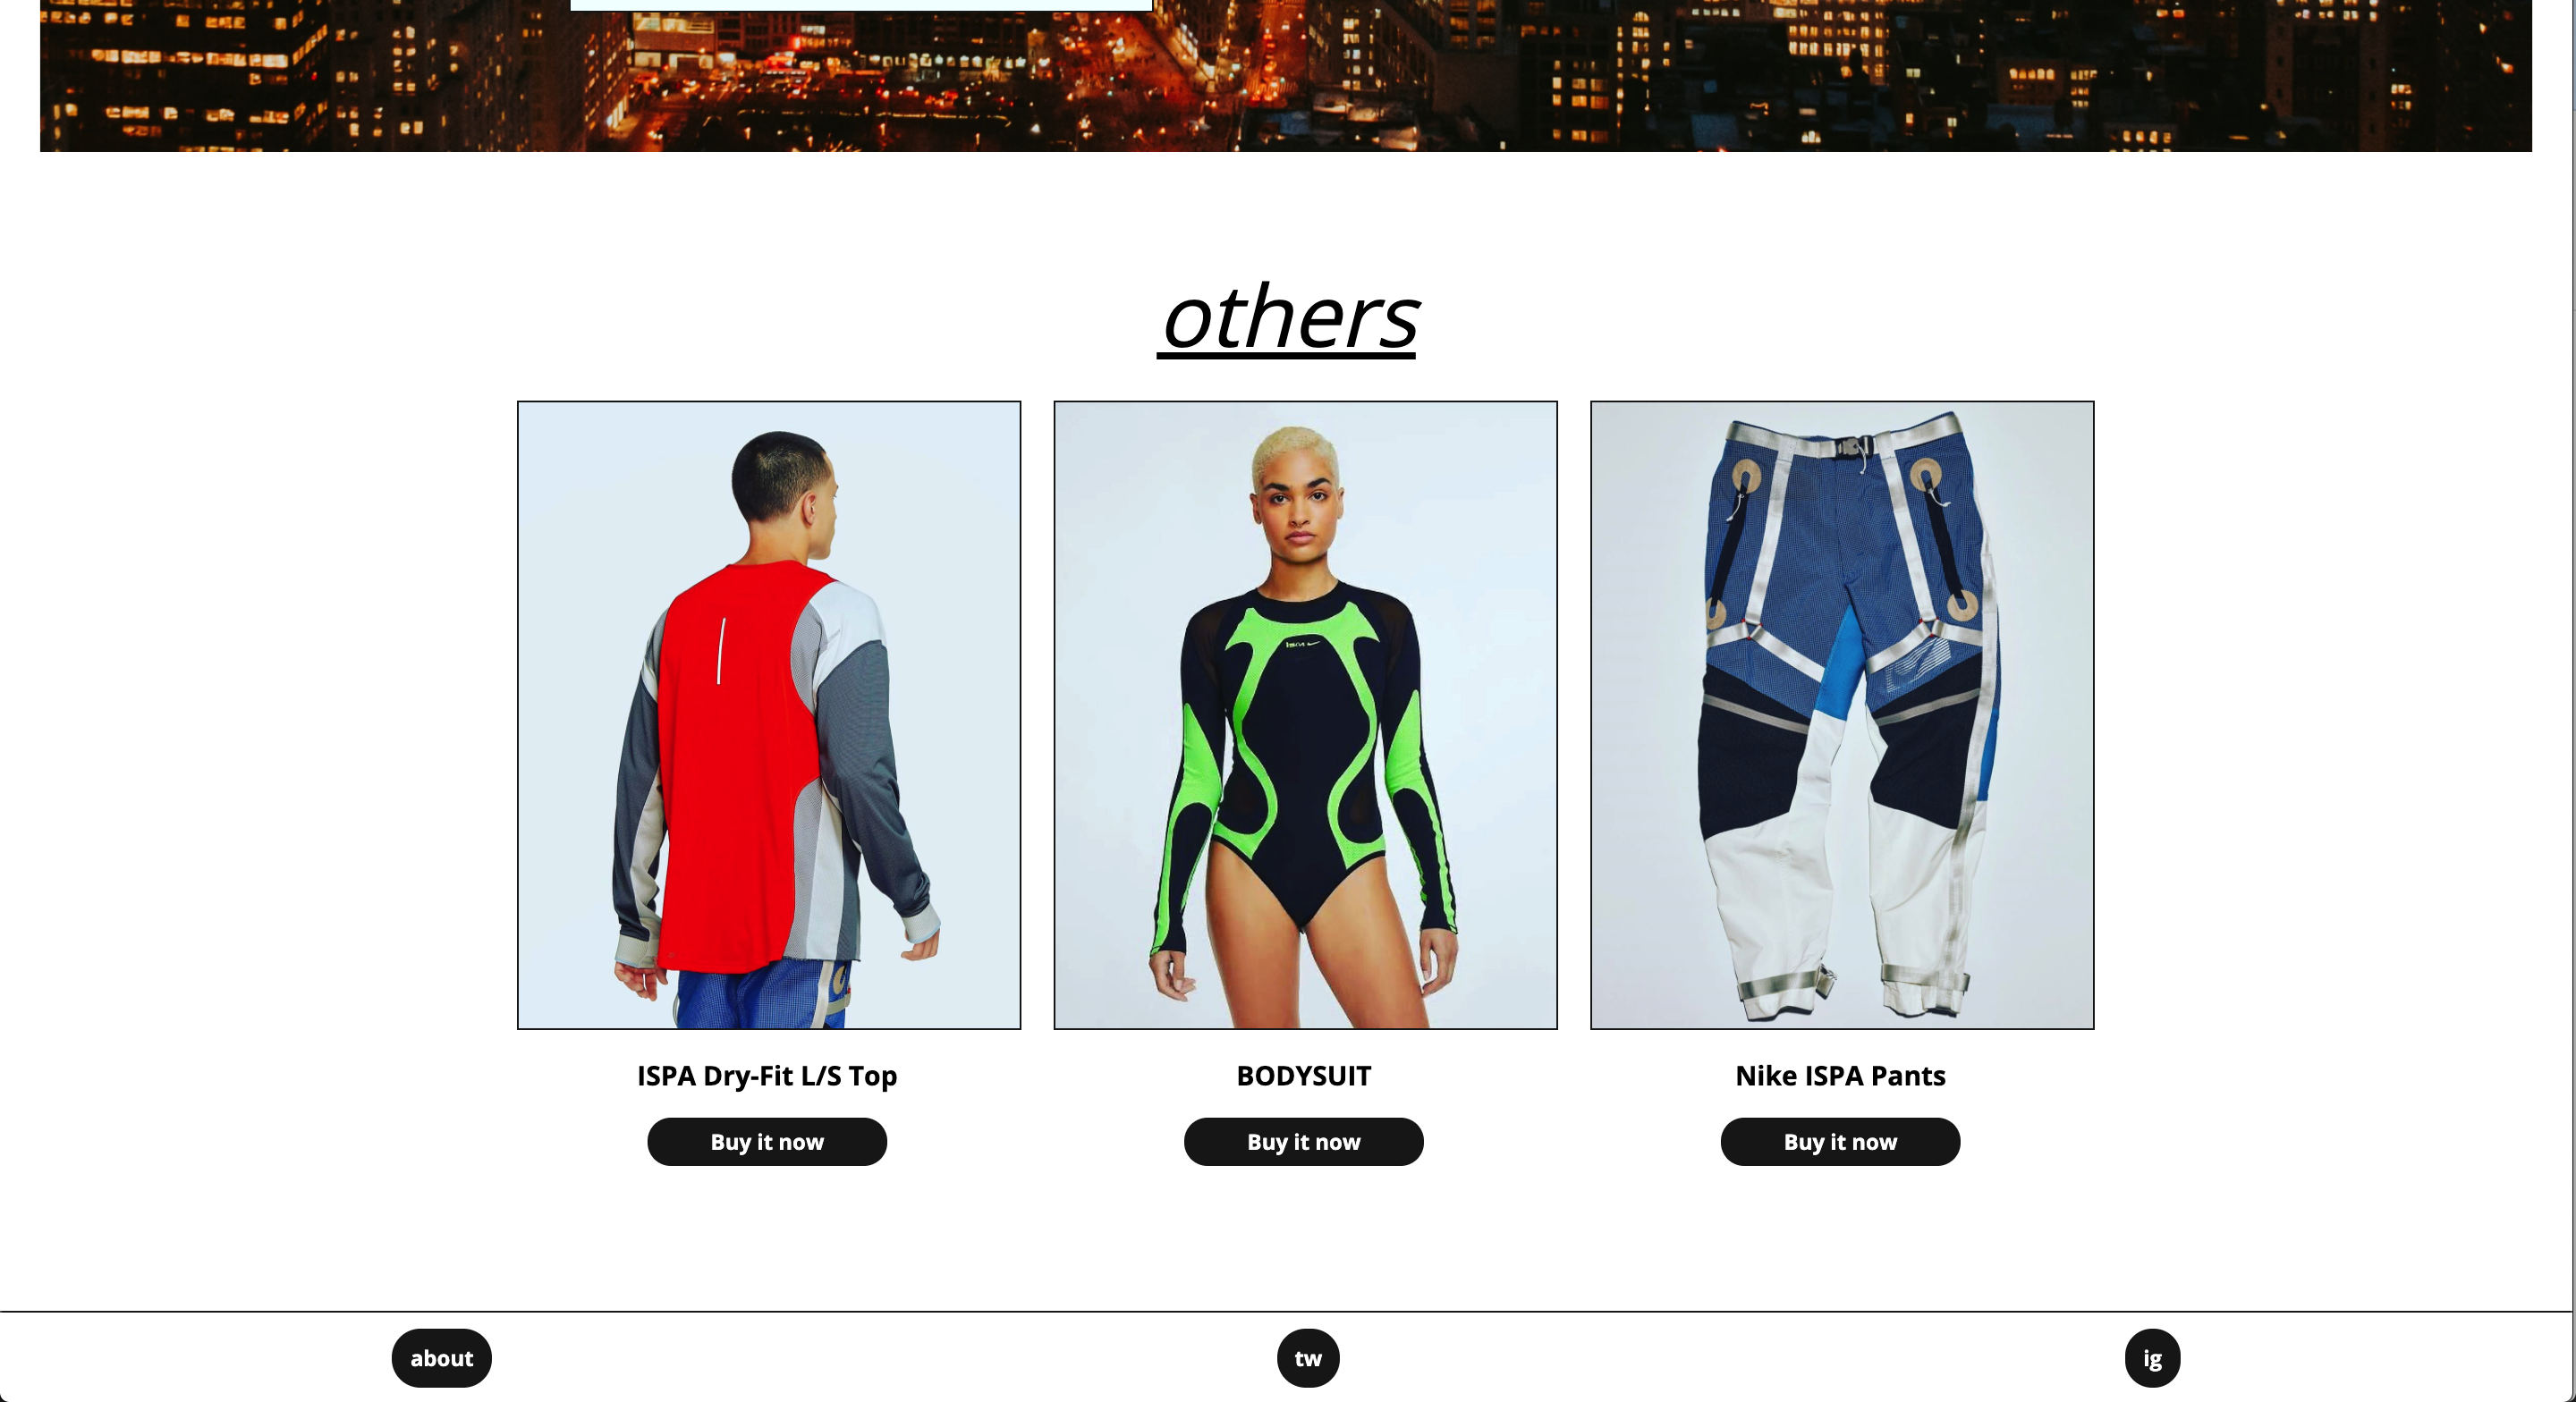 others
ISPA Dry-Fit L/S Top
BODYSUIT
Nike ISPA Pants
Buy it now
Buy it now
Buy it now
about
tw
ig